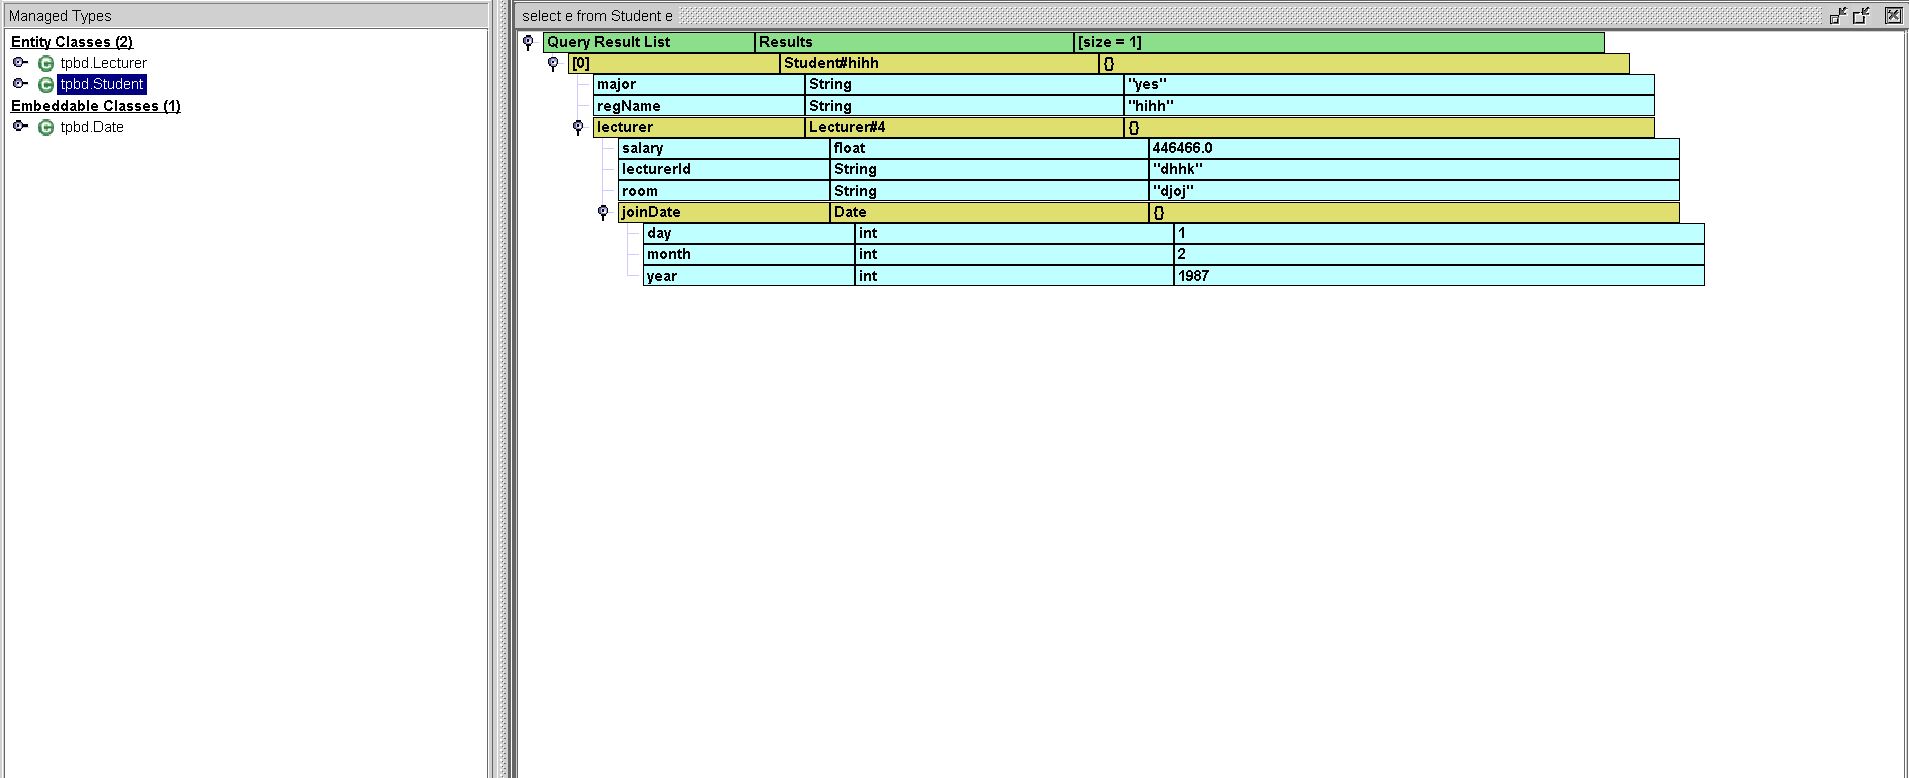 Managed Types
Entity Classes (2)
tpbd.Lecturer
tpbd.Student
Embeddable Classes (1)
tpbd.Date
select e from Student e
Query Result List Results [size = 1]
[0] Student#hihh {}
major String "yes"
regName String "hihh"
lecturer Lecturer#4 {}
salary float 446466.0
lecturerId String "dhhk"
room String "djoj"
joinDate Date {}
day int 1
month int 2
year int 1987